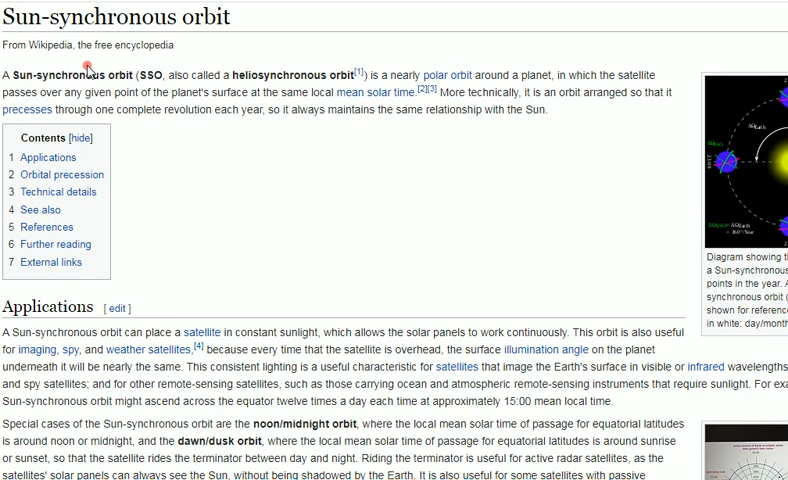 Sun-synchronous orbit
From Wikipedia, the free encyclopedia
A Sun-synchronous orbit (SSO, also called a heliosynchronous orbit[1]) is a nearly polar orbit around a planet, in which the satellite
passes over any given point of the planet's surface at the same local mean solar time.[2][3] More technically, it is an orbit arranged so that it
precesses through one complete revolution each year, so it always maintains the same relationship with the Sun.
Contents [hide]
1 Applications
2 Orbital precession
3 Technical details
4 See also
5 References
6 Further reading
7 External links
Diagram showing
a Sun-synchronous
points in the year. A
synchronous orbit (
shown for reference
in white: day/month
Applications [ edit ]
A Sun-synchronous orbit can place a satellite in constant sunlight, which allows the solar panels to work continuously. This orbit is also useful
for imaging, spy, and weather satellites,[4] because every time that the satellite is overhead, the surface illumination angle on the planet
underneath it will be nearly the same. This consistent lighting is a useful characteristic for satellites that image the Earth's surface in visible or infrared wavelengths
and spy satellites; and for other remote-sensing satellites, such as those carrying ocean and atmospheric remote-sensing instruments that require sunlight. For exa
Sun-synchronous orbit might ascend across the equator twelve times a day each time at approximately 15:00 mean local time.
Special cases of the Sun-synchronous orbit are the noon/midnight orbit, where the local mean solar time of passage for equatorial latitudes
is around noon or midnight, and the dawn/dusk orbit, where the local mean solar time of passage for equatorial latitudes is around sunrise
or sunset, so that the satellite rides the terminator between day and night. Riding the terminator is useful for active radar satellites, as the
satellites' solar panels can always see the Sun, without being shadowed by the Earth. It is also useful for some satellites with passive